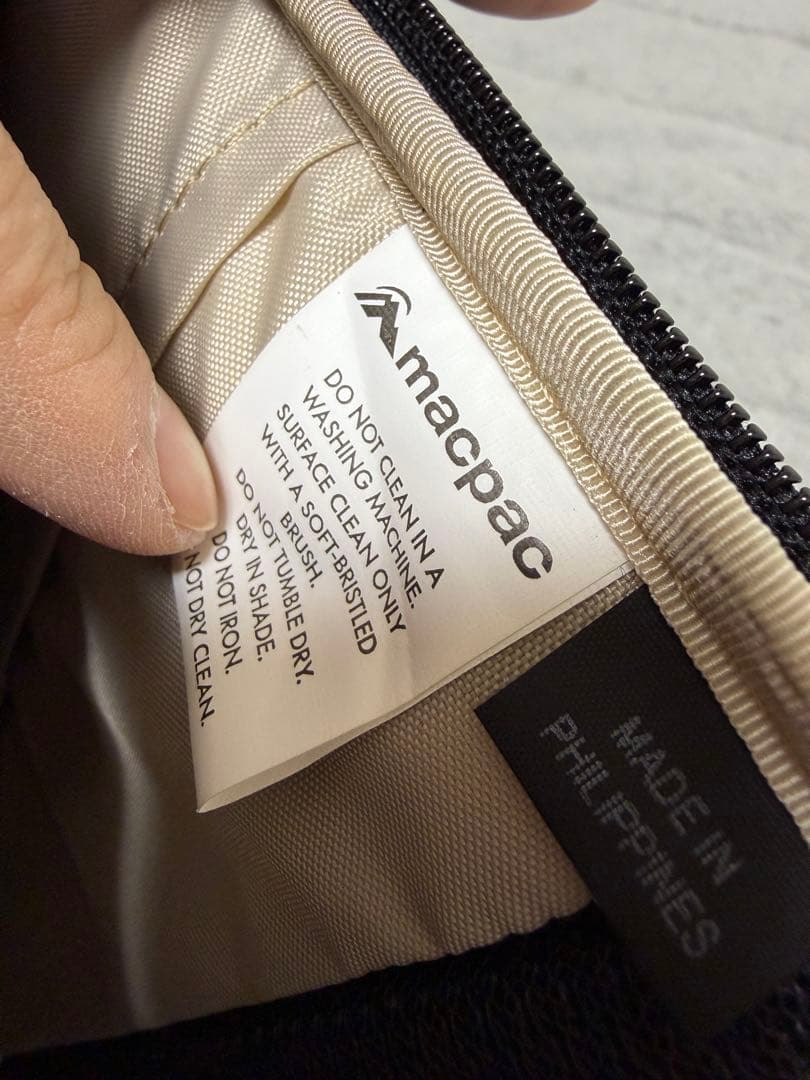 macpac
DO NOT CLEAN IN A
WASHING MACHINE.
SURFACE CLEAN ONLY
WITH A SOFT-BRISTLED
BRUSH.
DO NOT TUMBLE DRY.
DRY IN SHADE.
DO NOT IRON.
NOT DRY CLEAN.
MADE IN
PHILIPPINES